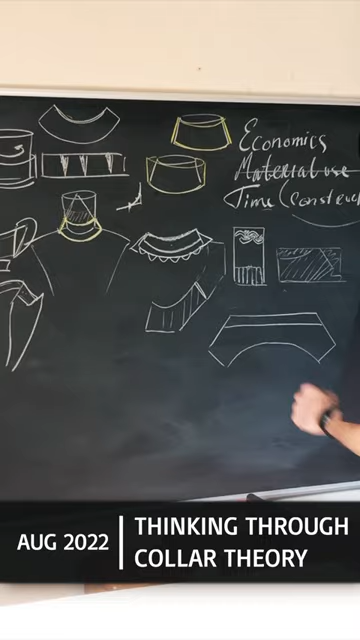 Economics
Material use
Time (Construc
AUG 2022
THINKING THROUGH
COLLAR THEORY